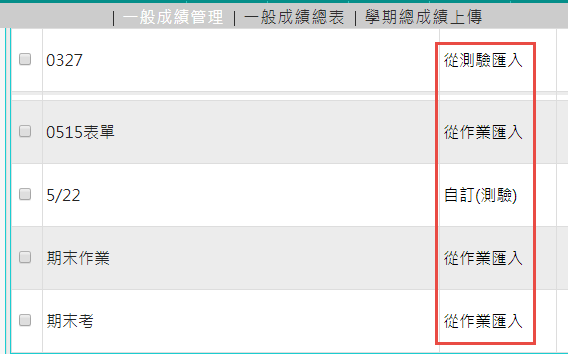 | 一般成績管理 | 一般成績總表 | 學期總成績上傳
0327 從測驗匯入
0515表單 從作業匯入
5/22 自訂(測驗)
期末作業 從作業匯入
期末考 從作業匯入